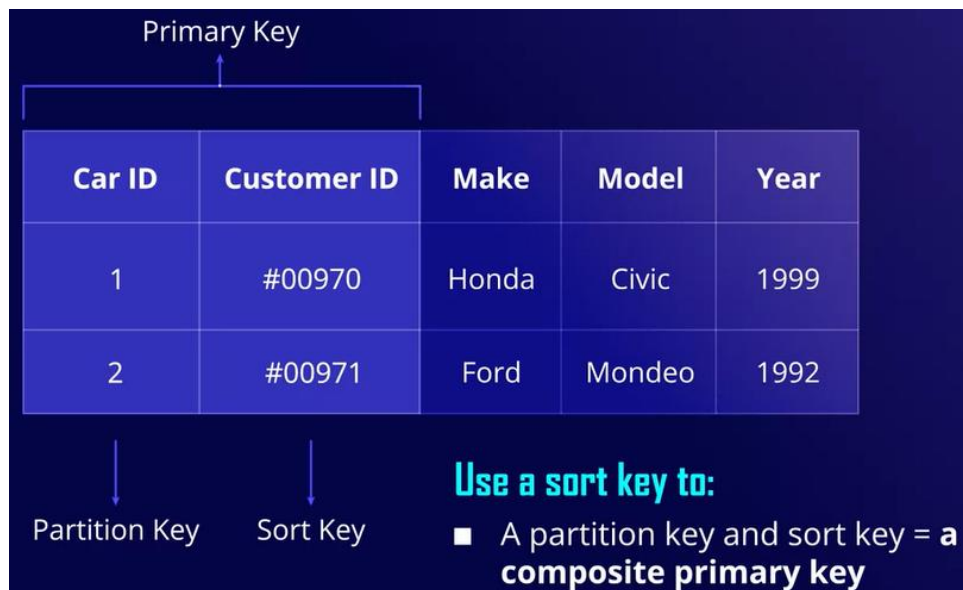 Primary Key
Car ID Customer ID Make Model Year
1 #00970 Honda Civic 1999
2 #00971 Ford Mondeo 1992
Partition Key Sort Key
Use a sort key to:
■ A partition key and sort key = a
composite primary key